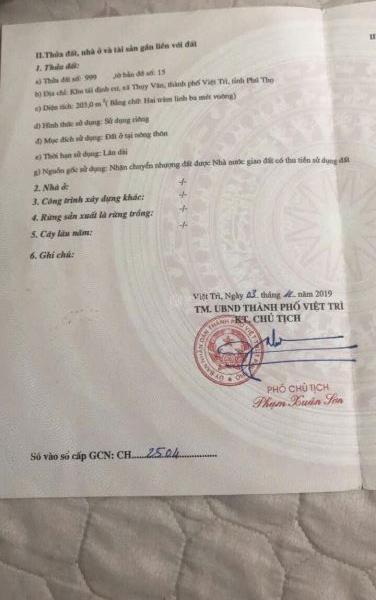 II.Thửa đất, nhà ở và tài sản gắn liền với đất
1. Thửa đất:
a) Thửa đất số: 999 ,tờ bản đồ số: 15
b) Địa chỉ: Khu tái định cư, xã Thụy Vân, thành phố Việt Trì, tỉnh Phú Thọ
c) Diện tích: 203,0 m²( Bằng chữ: Hai trăm linh ba mét vuông)
d) Hình thức sử dụng: Sử dụng riêng
đ) Mục đích sử dụng: Đất ở tại nông thôn
e) Thời hạn sử dụng: Lâu dài
g) Nguồn gốc sử dụng: Nhận chuyển nhượng đất được Nhà nước giao đất có thu tiền sử dụng đất
2. Nhà ở: -/-
3. Công trình xây dựng khác: -/-
4. Rừng sản xuất là rừng trồng: -/-
5. Cây lâu năm: -/-
6. Ghi chú:
Việt Trì, Ngày 03 tháng 12 năm 2019
TM. UBND THÀNH PHỐ VIỆT TRÌ
KT. CHỦ TỊCH
PHÓ CHỦ TỊCH
Phạm Xuân Sơn
Số vào sổ cấp GCN: CH.....2504................
II